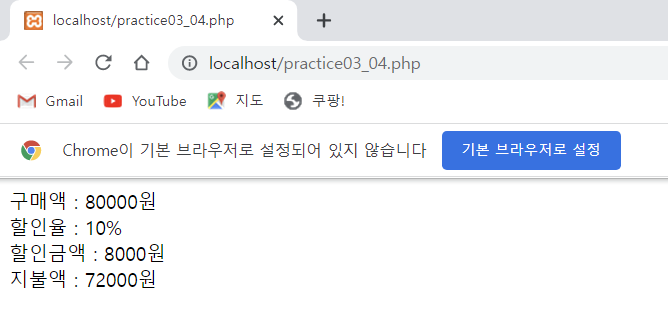 localhost/practice03_04.php
localhost/practice03_04.php
Gmail YouTube 지도 쿠팡!
Chrome이 기본 브라우저로 설정되어 있지 않습니다 기본 브라우저로 설정
구매액 : 80000원
할인율 : 10%
할인금액 : 8000원
지불액 : 72000원